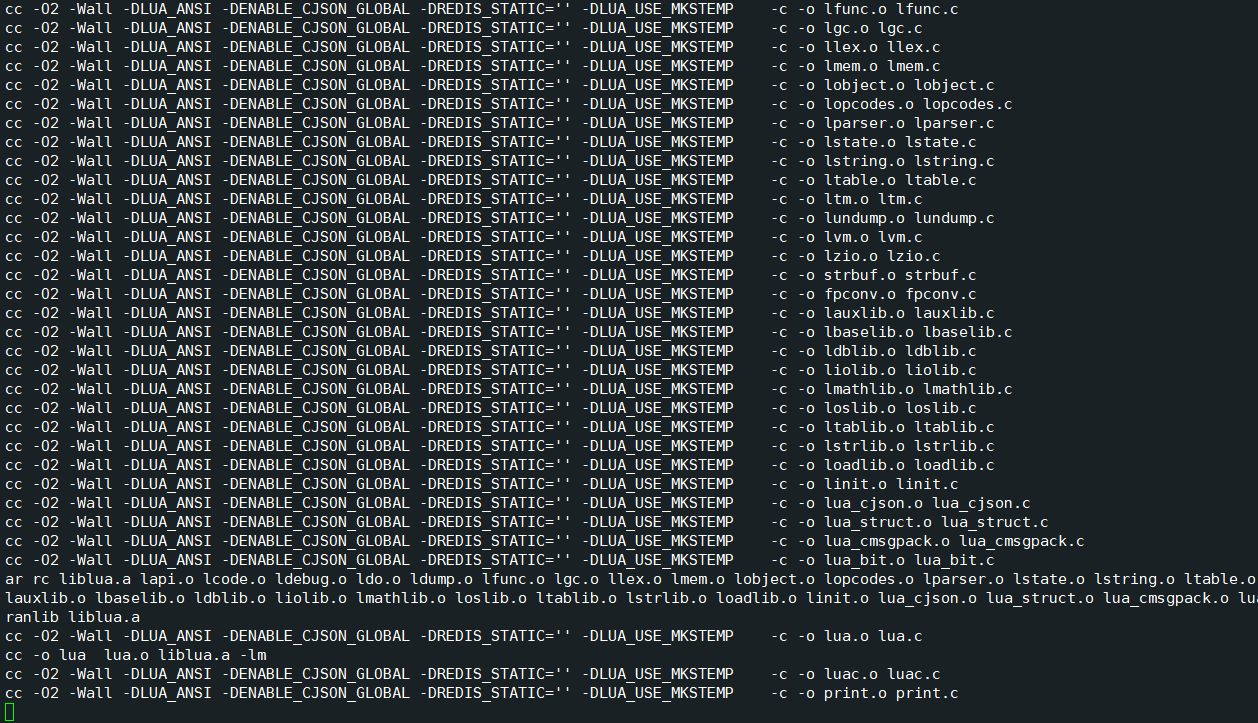 cc -O2 -Wall -DLUA_ANSI -DENABLE_CJSON_GLOBAL -DREDIS_STATIC='' -DLUA_USE_MKSTEMP    -c -o lfunc.o lfunc.c
cc -O2 -Wall -DLUA_ANSI -DENABLE_CJSON_GLOBAL -DREDIS_STATIC='' -DLUA_USE_MKSTEMP    -c -o lgc.o lgc.c
cc -O2 -Wall -DLUA_ANSI -DENABLE_CJSON_GLOBAL -DREDIS_STATIC='' -DLUA_USE_MKSTEMP    -c -o llex.o llex.c
cc -O2 -Wall -DLUA_ANSI -DENABLE_CJSON_GLOBAL -DREDIS_STATIC='' -DLUA_USE_MKSTEMP    -c -o lmem.o lmem.c
cc -O2 -Wall -DLUA_ANSI -DENABLE_CJSON_GLOBAL -DREDIS_STATIC='' -DLUA_USE_MKSTEMP    -c -o lobject.o lobject.c
cc -O2 -Wall -DLUA_ANSI -DENABLE_CJSON_GLOBAL -DREDIS_STATIC='' -DLUA_USE_MKSTEMP    -c -o lopcodes.o lopcodes.c
cc -O2 -Wall -DLUA_ANSI -DENABLE_CJSON_GLOBAL -DREDIS_STATIC='' -DLUA_USE_MKSTEMP    -c -o lparser.o lparser.c
cc -O2 -Wall -DLUA_ANSI -DENABLE_CJSON_GLOBAL -DREDIS_STATIC='' -DLUA_USE_MKSTEMP    -c -o lstate.o lstate.c
cc -O2 -Wall -DLUA_ANSI -DENABLE_CJSON_GLOBAL -DREDIS_STATIC='' -DLUA_USE_MKSTEMP    -c -o lstring.o lstring.c
cc -O2 -Wall -DLUA_ANSI -DENABLE_CJSON_GLOBAL -DREDIS_STATIC='' -DLUA_USE_MKSTEMP    -c -o ltable.o ltable.c
cc -O2 -Wall -DLUA_ANSI -DENABLE_CJSON_GLOBAL -DREDIS_STATIC='' -DLUA_USE_MKSTEMP    -c -o ltm.o ltm.c
cc -O2 -Wall -DLUA_ANSI -DENABLE_CJSON_GLOBAL -DREDIS_STATIC='' -DLUA_USE_MKSTEMP    -c -o lundump.o lundump.c
cc -O2 -Wall -DLUA_ANSI -DENABLE_CJSON_GLOBAL -DREDIS_STATIC='' -DLUA_USE_MKSTEMP    -c -o lvm.o lvm.c
cc -O2 -Wall -DLUA_ANSI -DENABLE_CJSON_GLOBAL -DREDIS_STATIC='' -DLUA_USE_MKSTEMP    -c -o lzio.o lzio.c
cc -O2 -Wall -DLUA_ANSI -DENABLE_CJSON_GLOBAL -DREDIS_STATIC='' -DLUA_USE_MKSTEMP    -c -o strbuf.o strbuf.c
cc -O2 -Wall -DLUA_ANSI -DENABLE_CJSON_GLOBAL -DREDIS_STATIC='' -DLUA_USE_MKSTEMP    -c -o fpconv.o fpconv.c
cc -O2 -Wall -DLUA_ANSI -DENABLE_CJSON_GLOBAL -DREDIS_STATIC='' -DLUA_USE_MKSTEMP    -c -o lauxlib.o lauxlib.c
cc -O2 -Wall -DLUA_ANSI -DENABLE_CJSON_GLOBAL -DREDIS_STATIC='' -DLUA_USE_MKSTEMP    -c -o lbaselib.o lbaselib.c
cc -O2 -Wall -DLUA_ANSI -DENABLE_CJSON_GLOBAL -DREDIS_STATIC='' -DLUA_USE_MKSTEMP    -c -o ldblib.o ldblib.c
cc -O2 -Wall -DLUA_ANSI -DENABLE_CJSON_GLOBAL -DREDIS_STATIC='' -DLUA_USE_MKSTEMP    -c -o liolib.o liolib.c
cc -O2 -Wall -DLUA_ANSI -DENABLE_CJSON_GLOBAL -DREDIS_STATIC='' -DLUA_USE_MKSTEMP    -c -o lmathlib.o lmathlib.c
cc -O2 -Wall -DLUA_ANSI -DENABLE_CJSON_GLOBAL -DREDIS_STATIC='' -DLUA_USE_MKSTEMP    -c -o loslib.o loslib.c
cc -O2 -Wall -DLUA_ANSI -DENABLE_CJSON_GLOBAL -DREDIS_STATIC='' -DLUA_USE_MKSTEMP    -c -o ltablib.o ltablib.c
cc -O2 -Wall -DLUA_ANSI -DENABLE_CJSON_GLOBAL -DREDIS_STATIC='' -DLUA_USE_MKSTEMP    -c -o lstrlib.o lstrlib.c
cc -O2 -Wall -DLUA_ANSI -DENABLE_CJSON_GLOBAL -DREDIS_STATIC='' -DLUA_USE_MKSTEMP    -c -o loadlib.o loadlib.c
cc -O2 -Wall -DLUA_ANSI -DENABLE_CJSON_GLOBAL -DREDIS_STATIC='' -DLUA_USE_MKSTEMP    -c -o linit.o linit.c
cc -O2 -Wall -DLUA_ANSI -DENABLE_CJSON_GLOBAL -DREDIS_STATIC='' -DLUA_USE_MKSTEMP    -c -o lua_cjson.o lua_cjson.c
cc -O2 -Wall -DLUA_ANSI -DENABLE_CJSON_GLOBAL -DREDIS_STATIC='' -DLUA_USE_MKSTEMP    -c -o lua_struct.o lua_struct.c
cc -O2 -Wall -DLUA_ANSI -DENABLE_CJSON_GLOBAL -DREDIS_STATIC='' -DLUA_USE_MKSTEMP    -c -o lua_cmsgpack.o lua_cmsgpack.c
cc -O2 -Wall -DLUA_ANSI -DENABLE_CJSON_GLOBAL -DREDIS_STATIC='' -DLUA_USE_MKSTEMP    -c -o lua_bit.o lua_bit.c
ar rc liblua.a lapi.o lcode.o ldebug.o ldo.o ldump.o lfunc.o lgc.o llex.o lmem.o lobject.o lopcodes.o lparser.o lstate.o lstring.o ltable.o
lauxlib.o lbaselib.o ldblib.o liolib.o lmathlib.o loslib.o ltablib.o lstrlib.o loadlib.o linit.o lua_cjson.o lua_struct.o lua_cmsgpack.o lu
ranlib liblua.a
cc -O2 -Wall -DLUA_ANSI -DENABLE_CJSON_GLOBAL -DREDIS_STATIC='' -DLUA_USE_MKSTEMP    -c -o lua.o lua.c
cc -o lua  lua.o liblua.a -lm
cc -O2 -Wall -DLUA_ANSI -DENABLE_CJSON_GLOBAL -DREDIS_STATIC='' -DLUA_USE_MKSTEMP    -c -o luac.o luac.c
cc -O2 -Wall -DLUA_ANSI -DENABLE_CJSON_GLOBAL -DREDIS_STATIC='' -DLUA_USE_MKSTEMP    -c -o print.o print.c